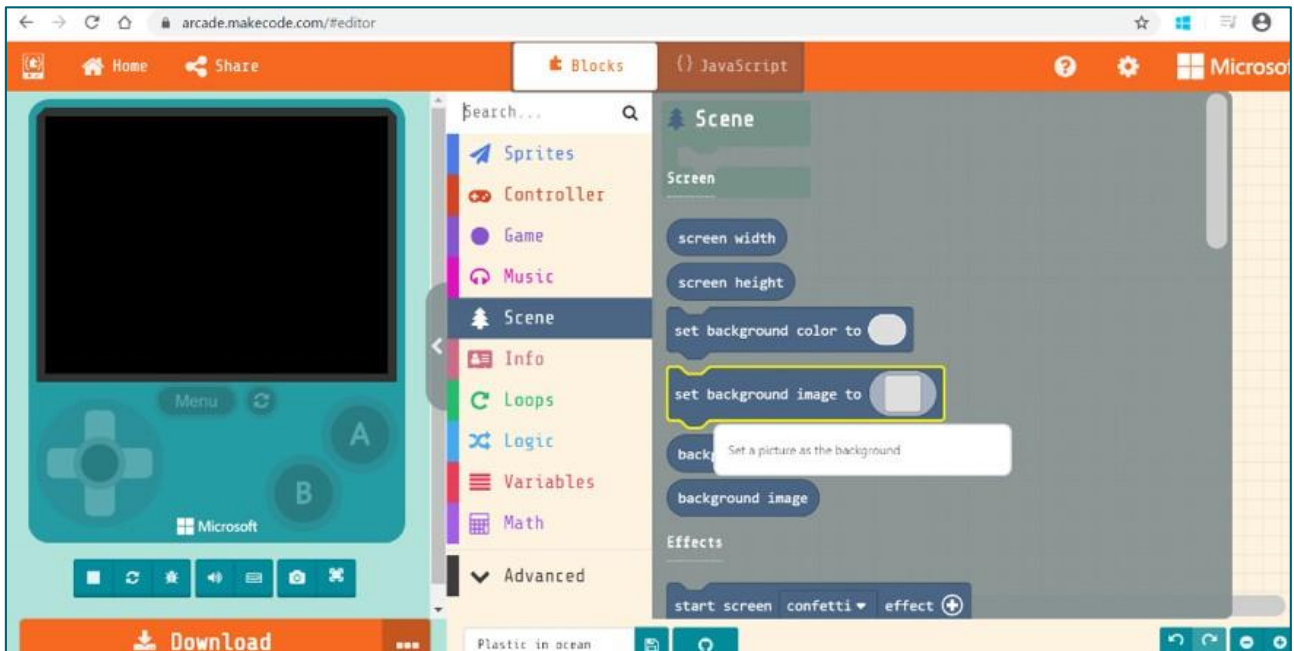 arcade.makecode.com/#editor
Home
Share
Blocks
{} JavaScript
Microsof
Search...
Sprites
Controller
Game
Music
Scene
Info
Loops
Logic
Variables
Math
Advanced
Scene
Screen
screen width
screen height
set background color to
set background image to
Set a picture as the background
back
background image
Effects
start screen confetti effect
Menu
A
B
Microsoft
Download
Plastic in ocean